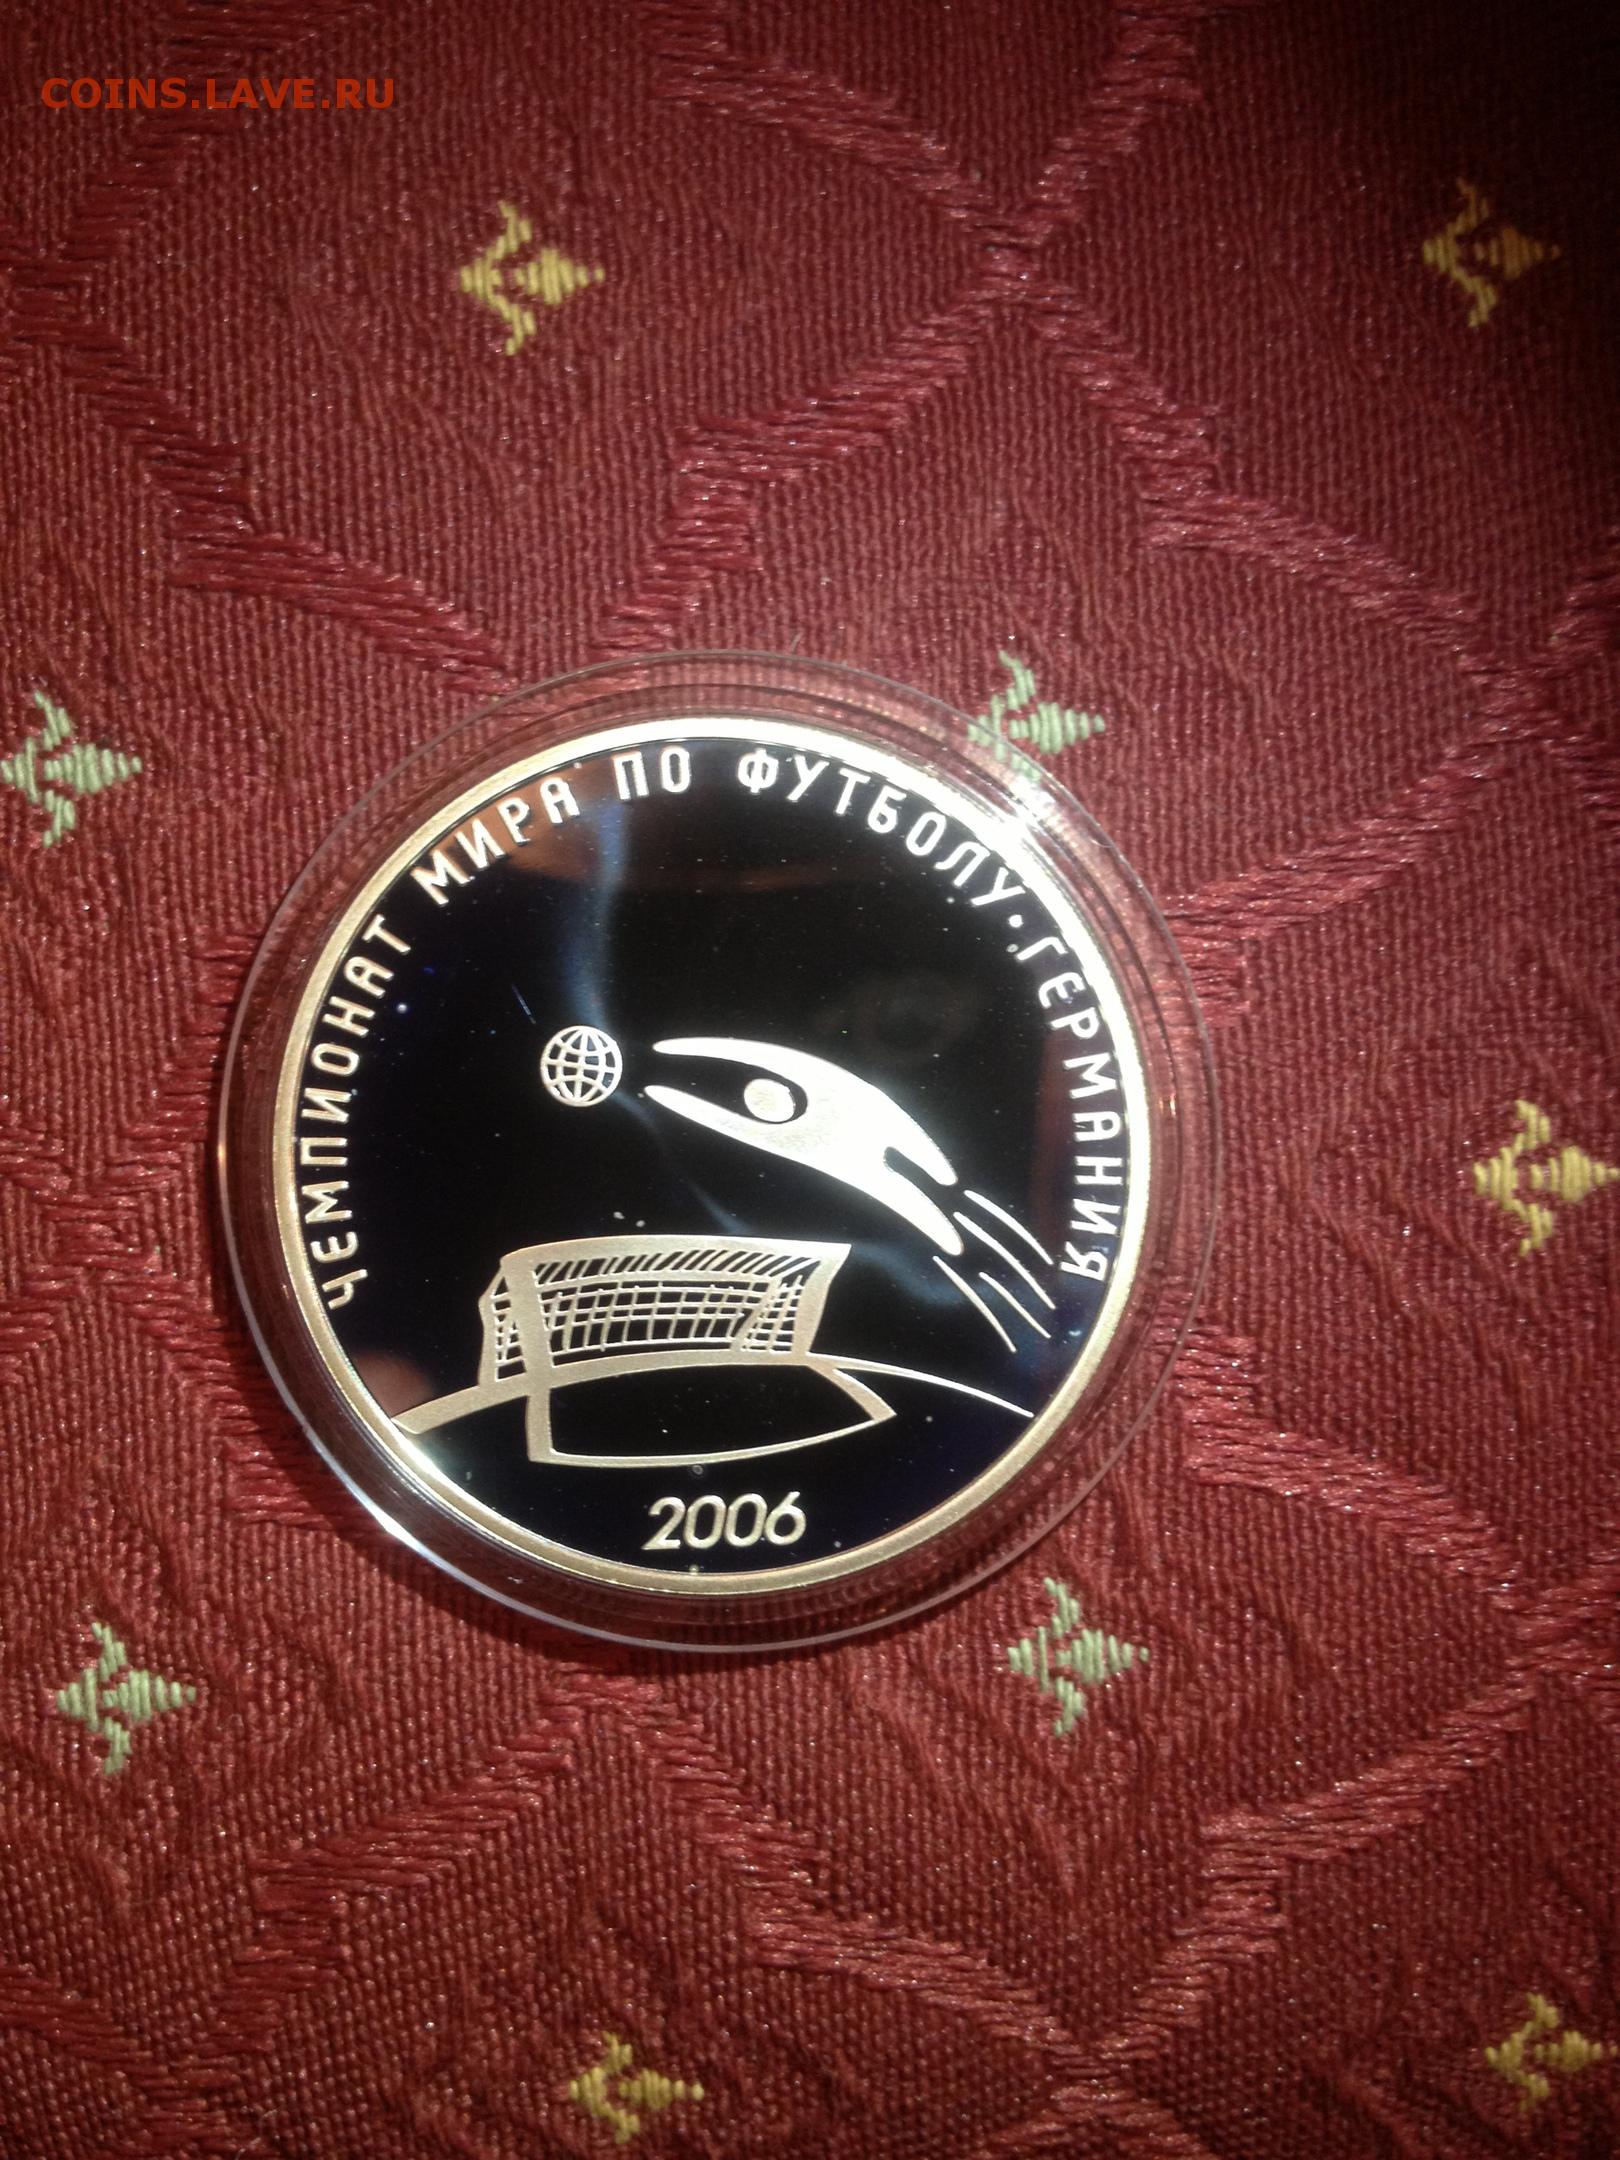 COINS.LAVE.RU
ЧЕМПИОНАТ МИРА ПО ФУТБОЛУ·ГЕРМАНИЯ
2006